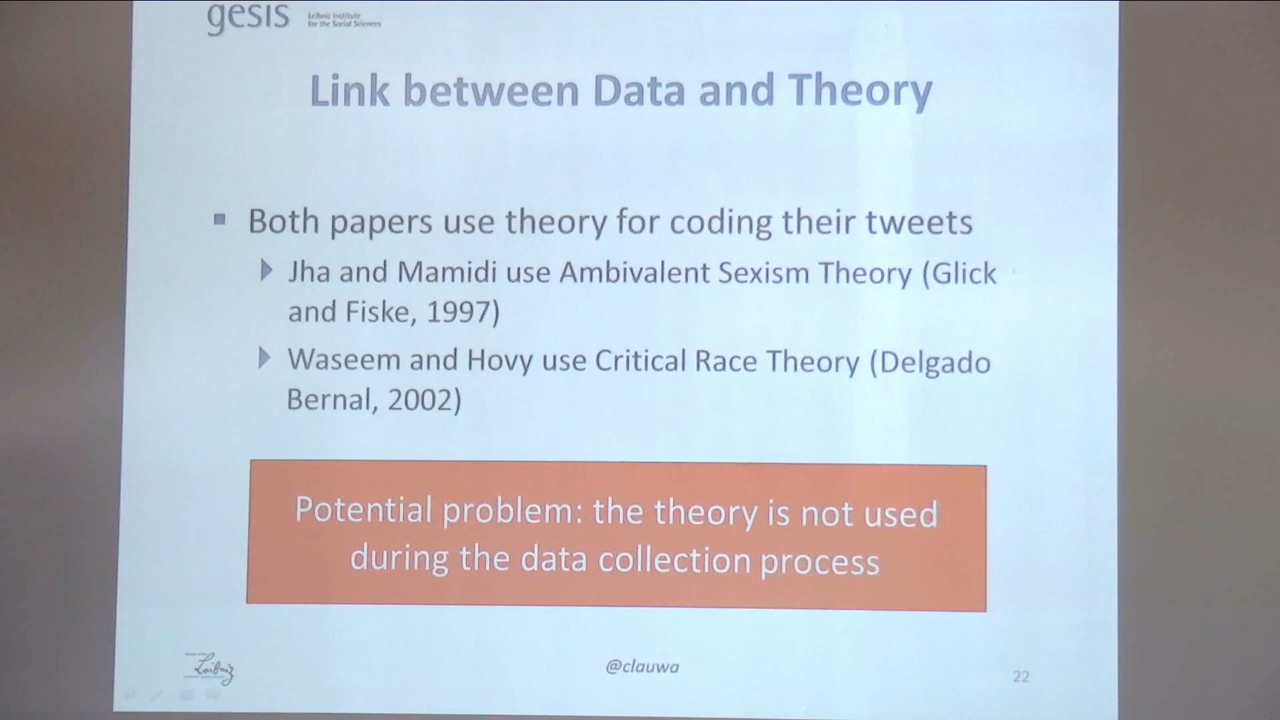 gesis
Leibniz Institute
for the Social Sciences
Link between Data and Theory
Both papers use theory for coding their tweets
Jha and Mamidi use Ambivalent Sexism Theory (Glick
and Fiske, 1997)
Waseem and Hovy use Critical Race Theory (Delgado
Bernal, 2002)
Potential problem: the theory is not used
during the data collection process
Leibniz
@clauwa
22